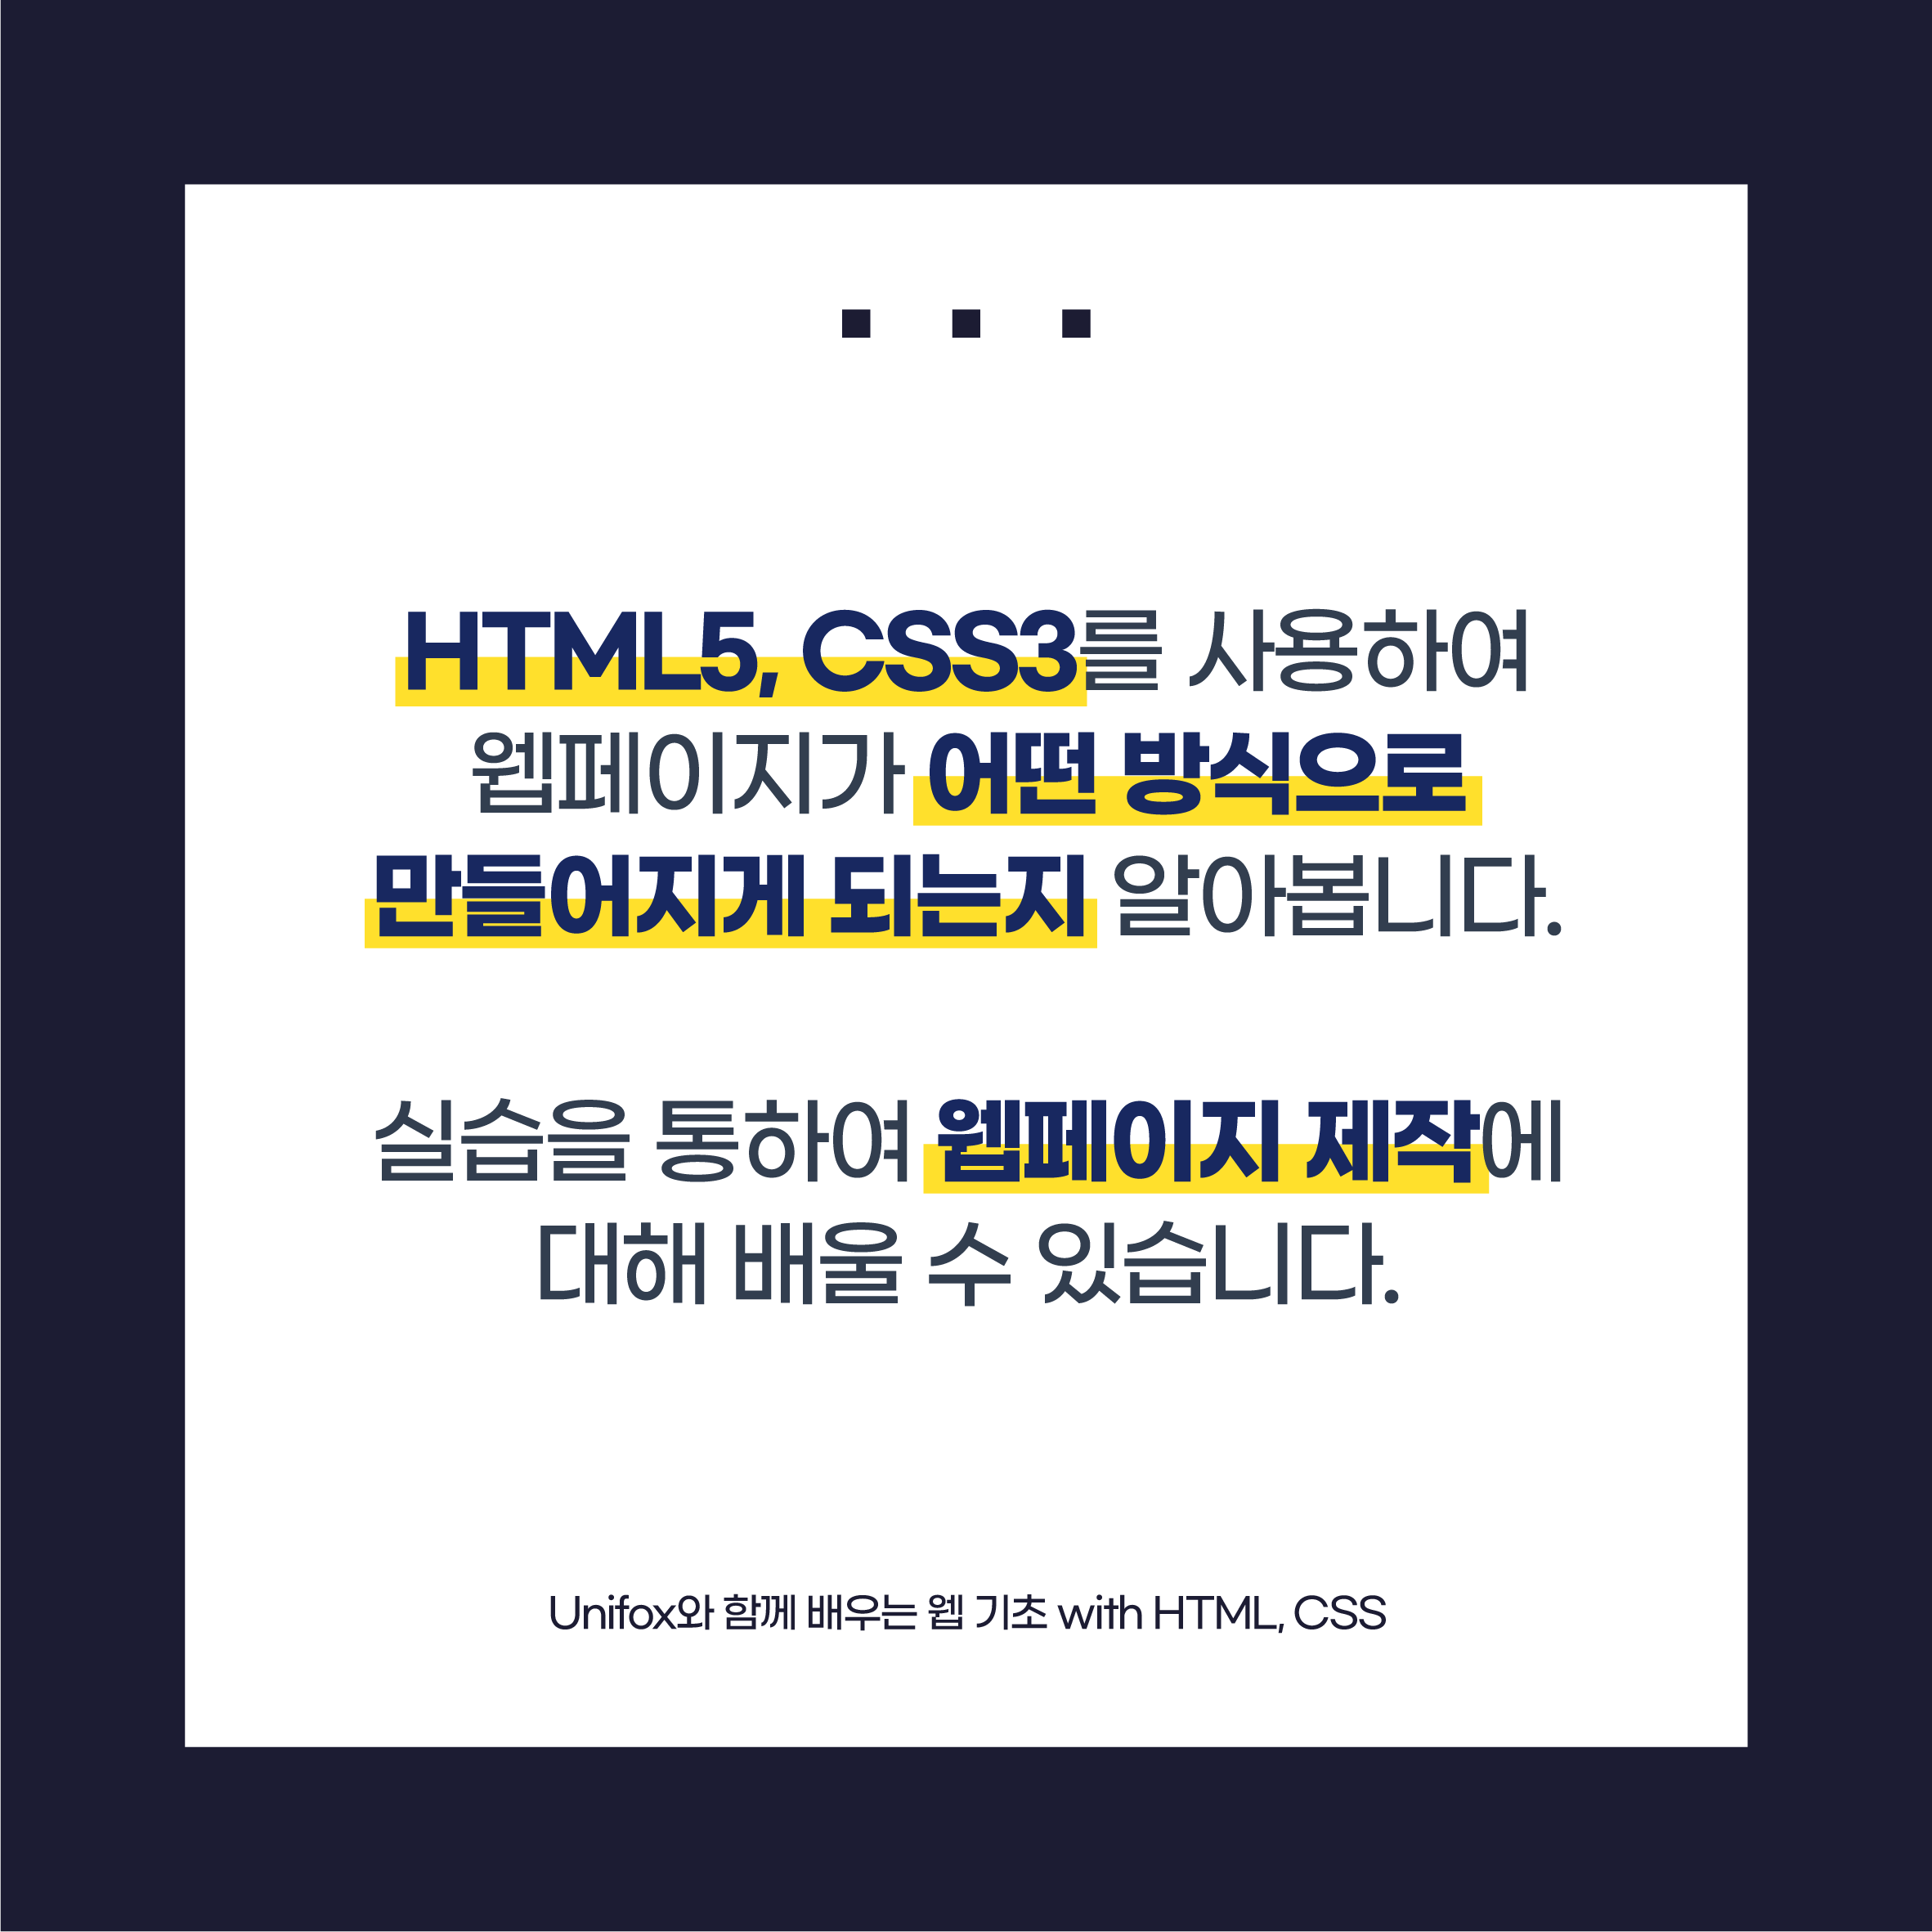 HTML5, CSS3를 사용하여
웹페이지가 어떤 방식으로
만들어지게 되는지 알아봅니다.
실습을 통하여 웹페이지 제작에
대해 배울 수 있습니다.
Unifox와 함께 배우는 웹 기초 with HTML, CSS